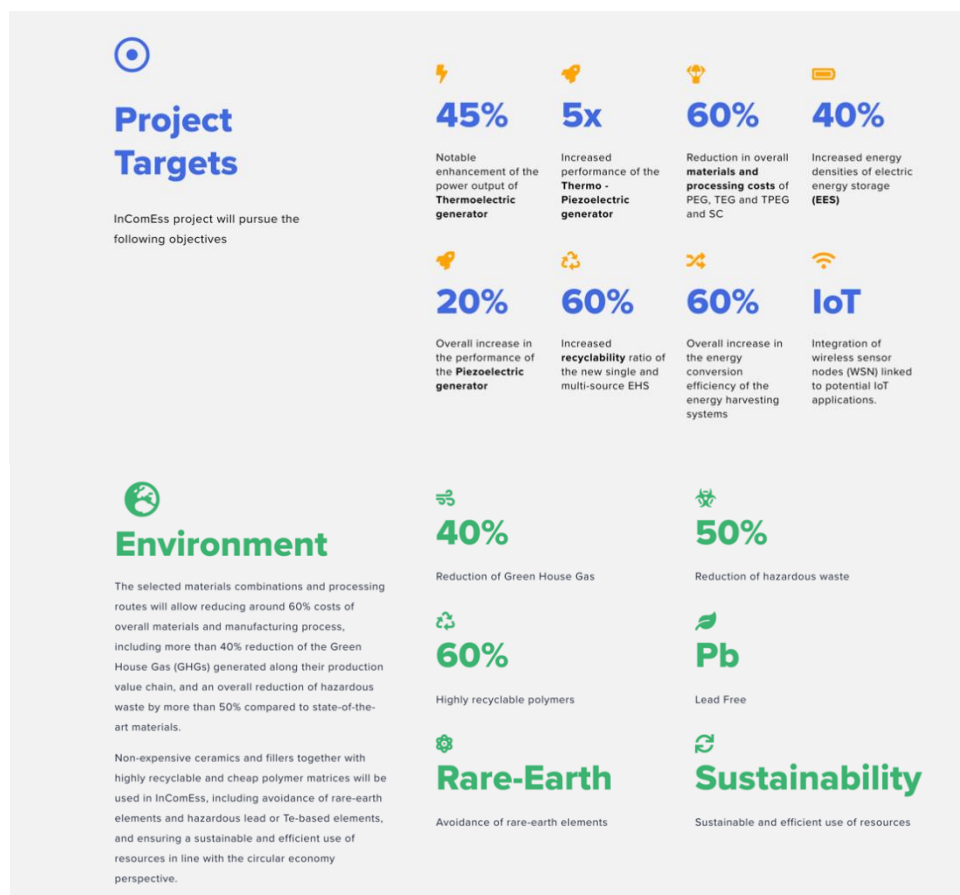 Project
Targets
InComEss project will pursue the
following objectives
45%
Notable
enhancement of the
power output of
Thermoelectric
generator
5x
Increased
performance of the
Thermo -
Piezoelectric
generator
60%
Reduction in overall
materials and
processing costs of
PEG, TEG and TPEG
and SC
40%
Increased energy
densities of electric
energy storage
(EES)
20%
Overall increase in
the performance of
the Piezoelectric
generator
60%
Increased
recyclability ratio of
the new single and
multi-source EHS
60%
Overall increase in
the energy
conversion
efficiency of the
energy harvesting
systems
IoT
Integration of
wireless sensor
nodes (WSN) linked
to potential IoT
applications.
Environment
The selected materials combinations and processing
routes will allow reducing around 60% costs of
overall materials and manufacturing process,
including more than 40% reduction of the Green
House Gas (GHGs) generated along their production
value chain, and an overall reduction of hazardous
waste by more than 50% compared to state-of-the-
art materials.
Non-expensive ceramics and fillers together with
highly recyclable and cheap polymer matrices will be
used in InComEss, including avoidance of rare-earth
elements and hazardous lead or Te-based elements,
and ensuring a sustainable and efficient use of
resources in line with the circular economy
perspective.
40%
Reduction of Green House Gas
50%
Reduction of hazardous waste
60%
Highly recyclable polymers
Pb
Lead Free
Rare-Earth
Avoidance of rare-earth elements
Sustainability
Sustainable and efficient use of resources